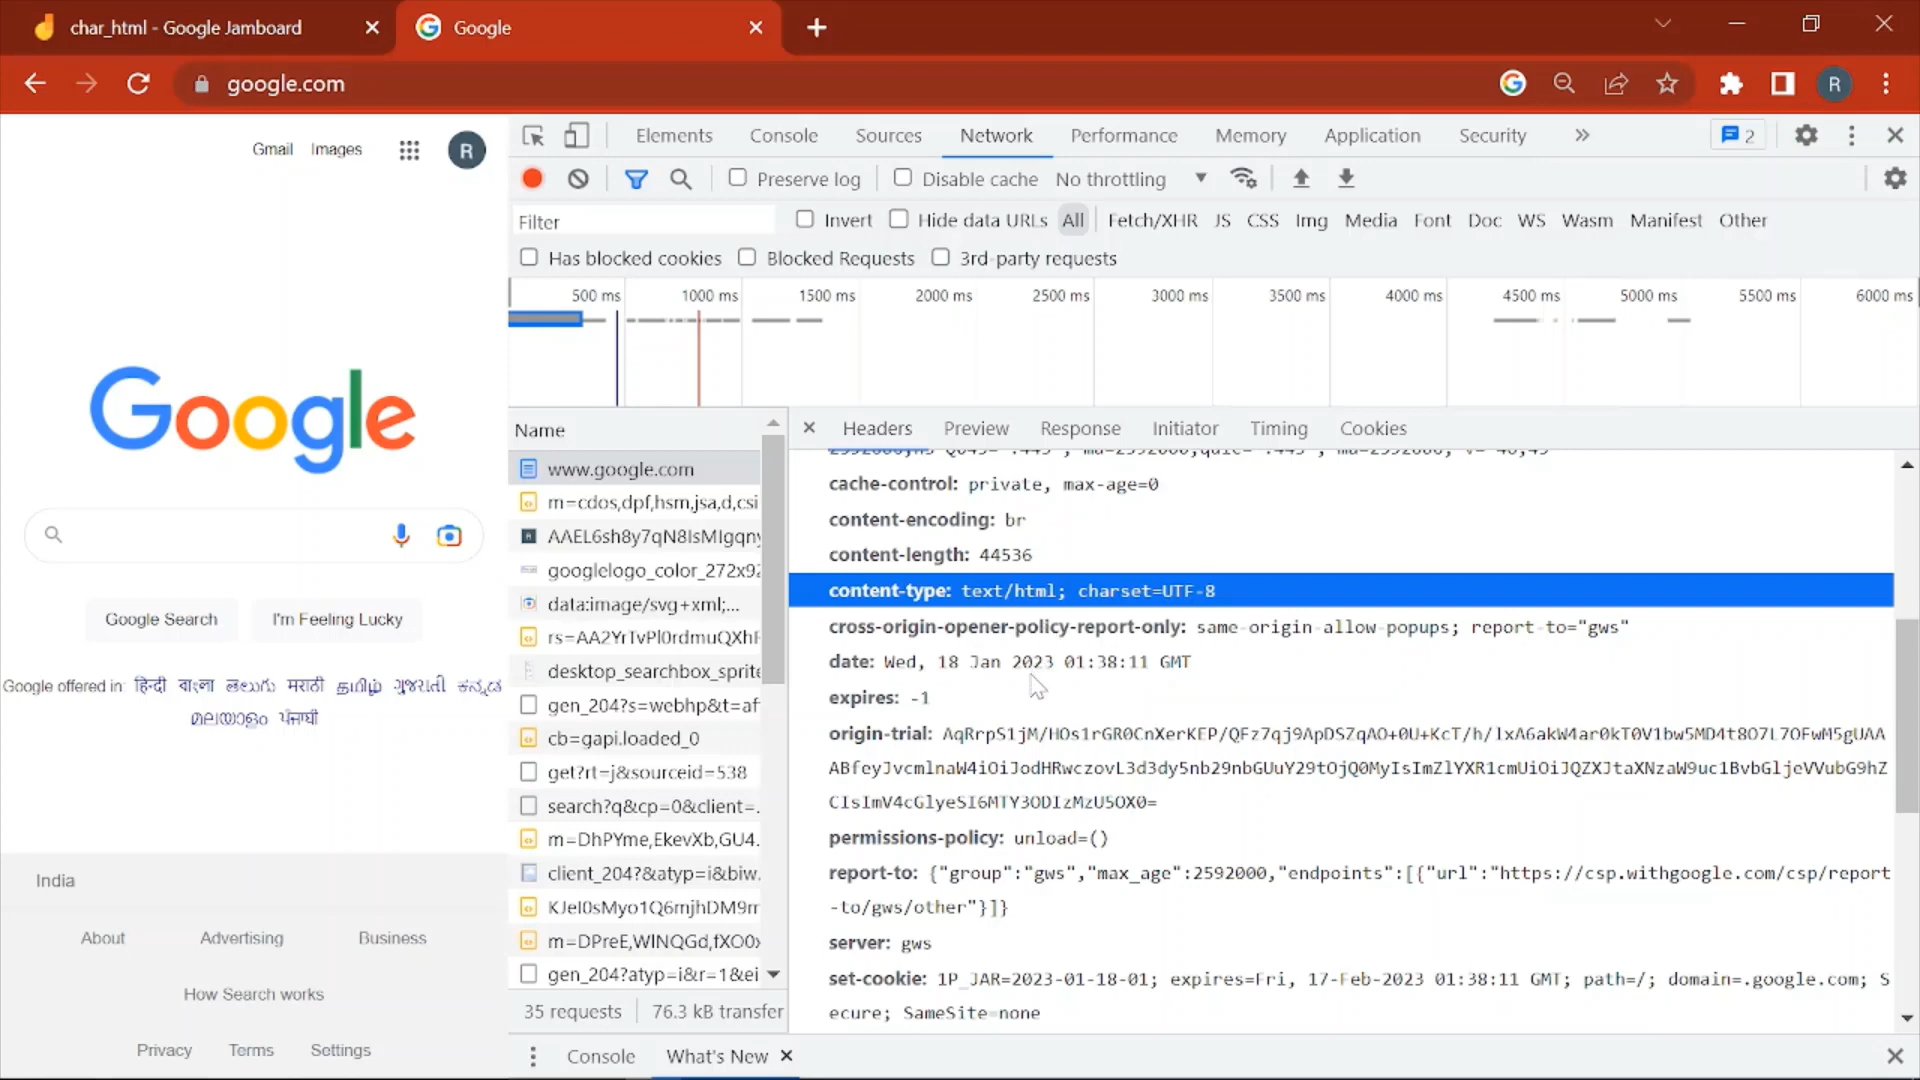 char_html - Google Jamboard
Google
google.com
R
Gmail Images
R
Google
Google Search
I'm Feeling Lucky
Google offered in: हिन्दी বাংলা తెలుగు मराठी தமிழ் ગુજરાતી ಕನ್ನಡ
മലയാളം ਪੰਜਾਬੀ
India
About Advertising Business
How Search works
Privacy Terms Settings
Elements Console Sources Network Performance Memory Application Security 2
Preserve log Disable cache No throttling
Filter Invert Hide data URLs All Fetch/XHR JS CSS Img Media Font Doc WS Wasm Manifest Other
Has blocked cookies Blocked Requests 3rd-party requests
500 ms 1000 ms 1500 ms 2000 ms 2500 ms 3000 ms 3500 ms 4000 ms 4500 ms 5000 ms 5500 ms 6000 ms
Name
www.google.com
m=cdos,dpf,hsm,jsa,d,csi
googlelogo_color_272x92
data:image/svg+xml;...
desktop_searchbox_sprite
gen_204?s=webhp&t=af
cb=gapi.loaded_0
get?rt=j&sourceid=538
search?q&cp=0&client=.
m=DhPYme,EkevXb,GU4.
client_204?&atyp=i&biw.
gen_204?atyp=i&r=1&ei
35 requests 76.3 kB transfer
Headers Preview Response Initiator Timing Cookies
cache-control: private, max-age=0
content-encoding: br
content-length: 44536
content-type: text/html; charset=UTF-8
cross-origin-opener-policy-report-only: same-origin-allow-popups; report-to="gws"
date: Wed, 18 Jan 2023 01:38:11 GMT
expires: -1
origin-trial:
permissions-policy: unload=()
report-to: {"group":"gws","max_age":2592000,"endpoints":[{"url":"https://csp.withgoogle.com/csp/report
-to/gws/other"}]}
server: gws
set-cookie: 1P_JAR=2023-01-18-01; expires=Fri, 17-Feb-2023 01:38:11 GMT; path=/; domain=.google.com; S
ecure; SameSite=none
Console What's New